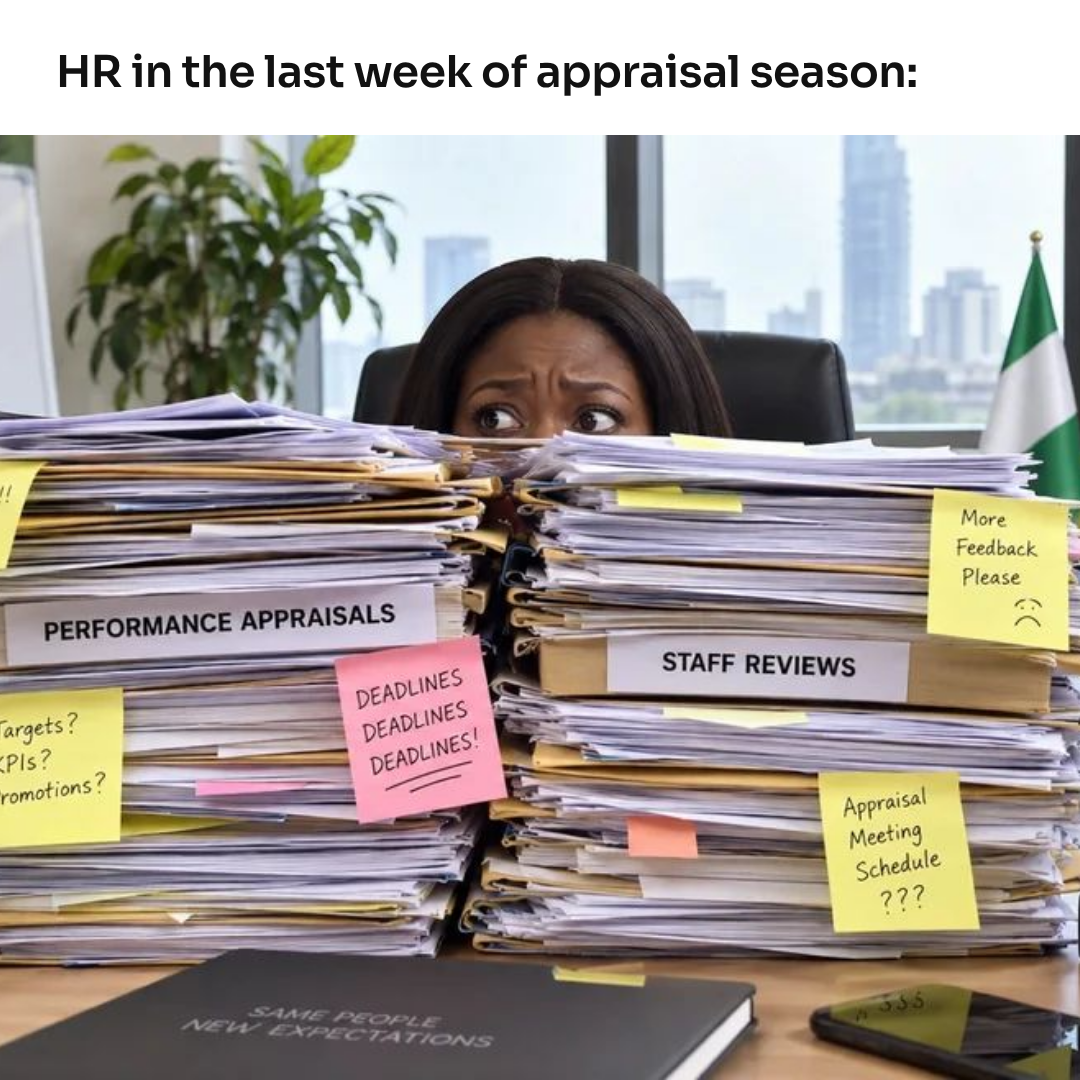 HR in the last week of appraisal season:
!!
More
Feedback
Please
PERFORMANCE APPRAISALS
STAFF REVIEWS
DEADLINES
DEADLINES
DEADLINES!
Targets?
KPIs?
romotions?
Appraisal
Meeting
Schedule
???
SAME PEOPLE
NEW EXPECTATIONS